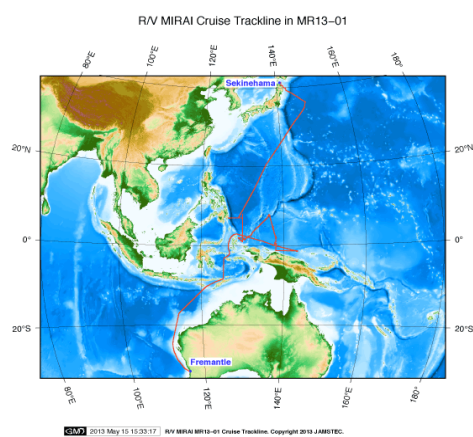 R/V MIRAI Cruise Trackline in MR13-01
80°E
100°E
120°E
140°E
160°E
180°
Sekinehama
20°N
20°N
0°
0°
20°S
20°S
Fremantle
80°E
100°E
120°E
140°E
160°E
180°
GMD 2013 May 15 15:33:17 R/V MIRAI MR13-01 Cruise Trackline. Copyright 2013 JAMSTEC.